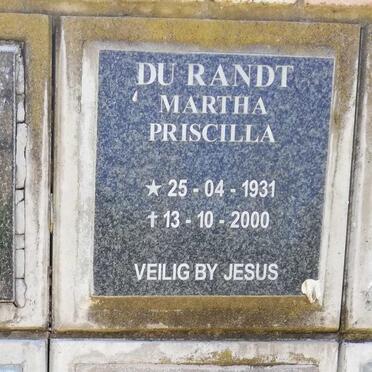 DU RANDT
MARTHA
PRISCILLA
★ 25 - 04 - 1931
† 13 - 10 - 2000
VEILIG BY JESUS